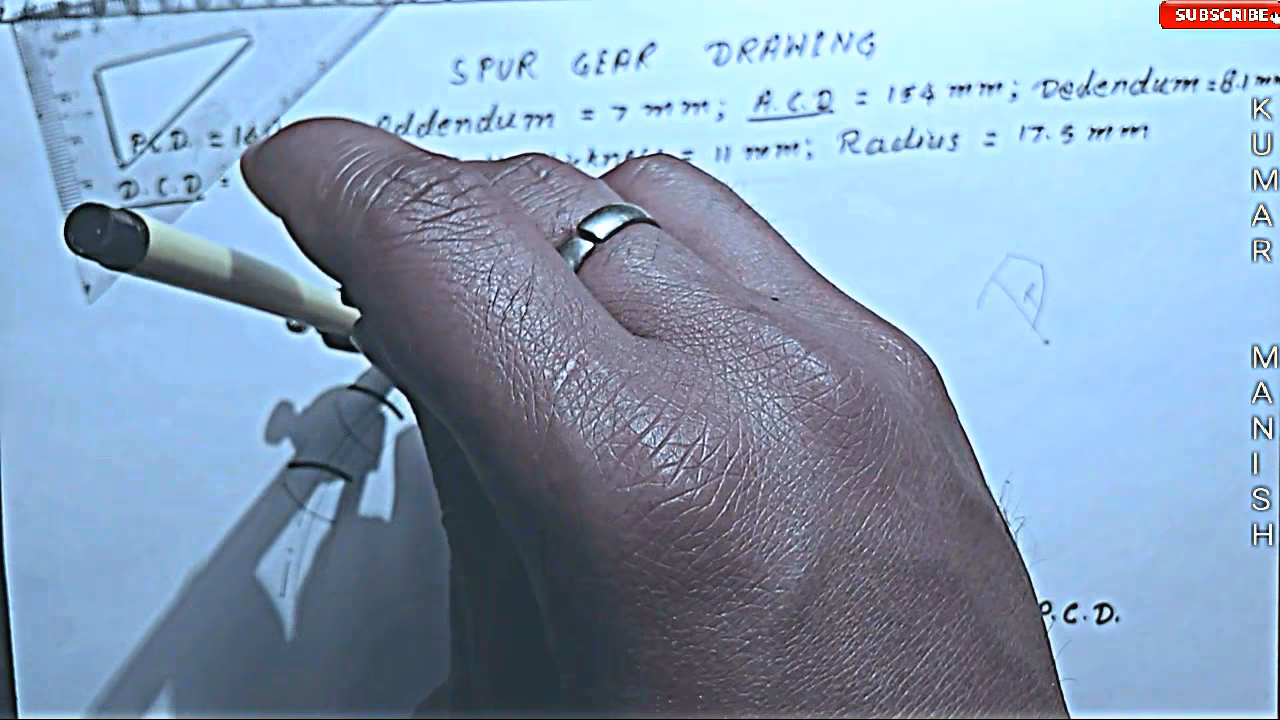 SUBSCRIBE
SPUR GEAR DRAWING
P.C.D. = Addendum = 7 mm; A.C.D = 154 mm; Dedendum = 8.1 mm
D.C.D = = 11 mm; Radius = 17.5 mm
P.C.D.
KUMAR MANISH